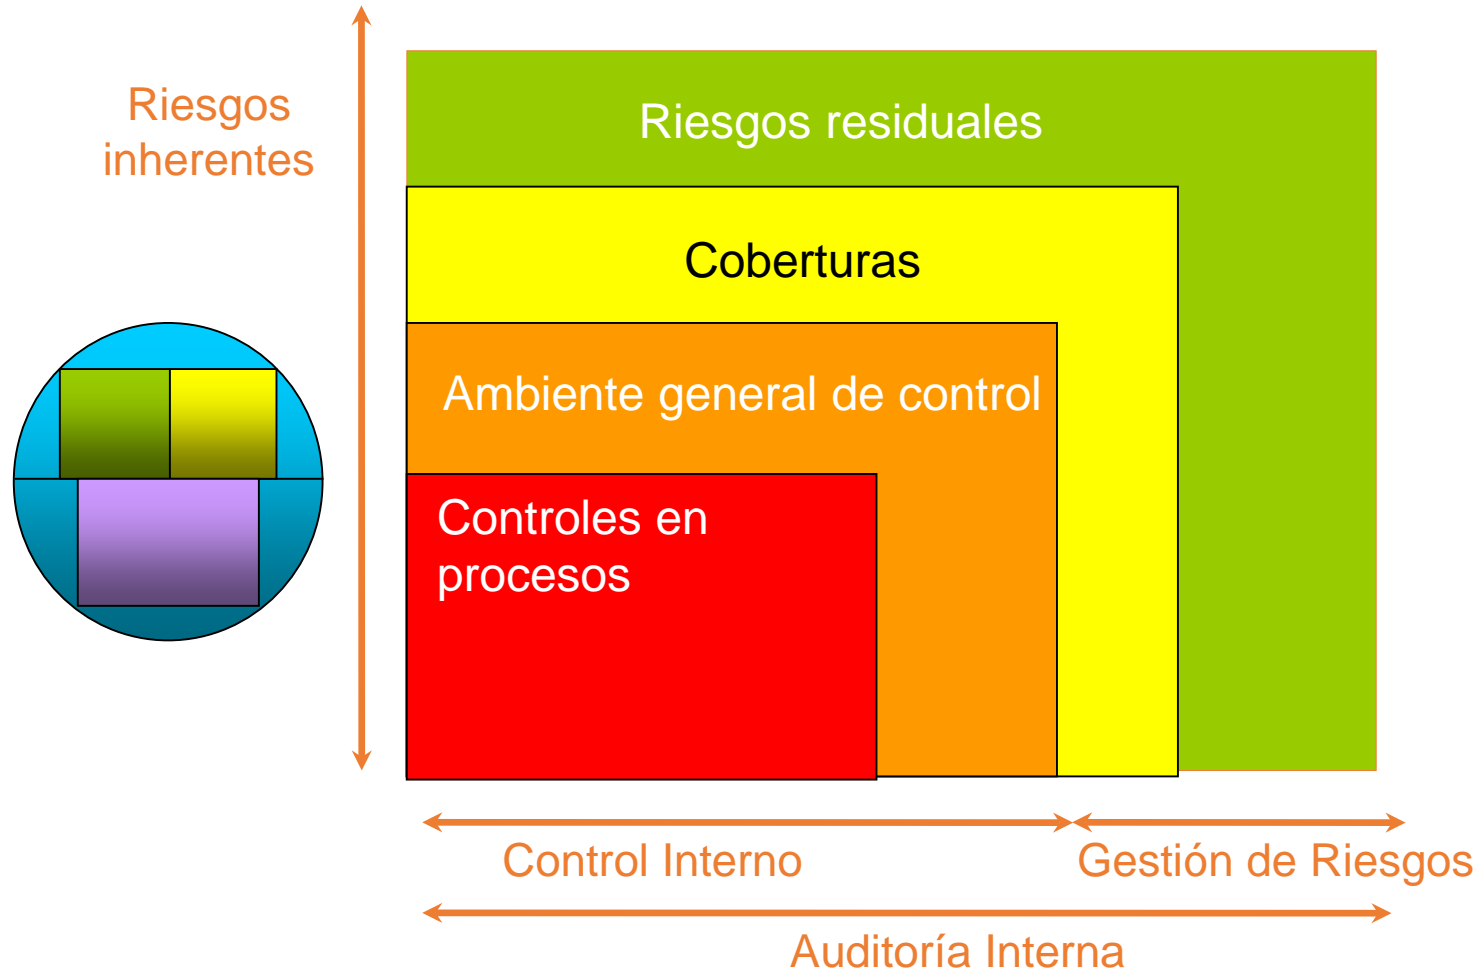 Riesgos
inherentes
Riesgos residuales
Coberturas
Ambiente general de control
Controles en
procesos
Control Interno
Gestión de Riesgos
Auditoría Interna